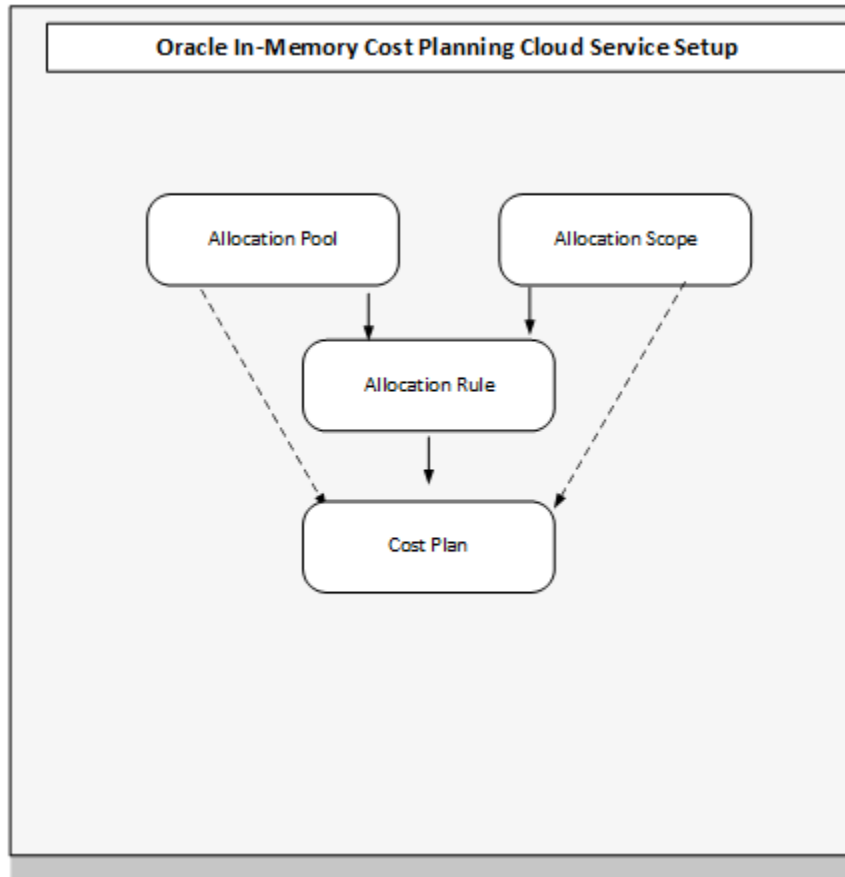 Oracle In-Memory Cost Planning Cloud Service Setup
Allocation Pool
Allocation Scope
Allocation Rule
Cost Plan